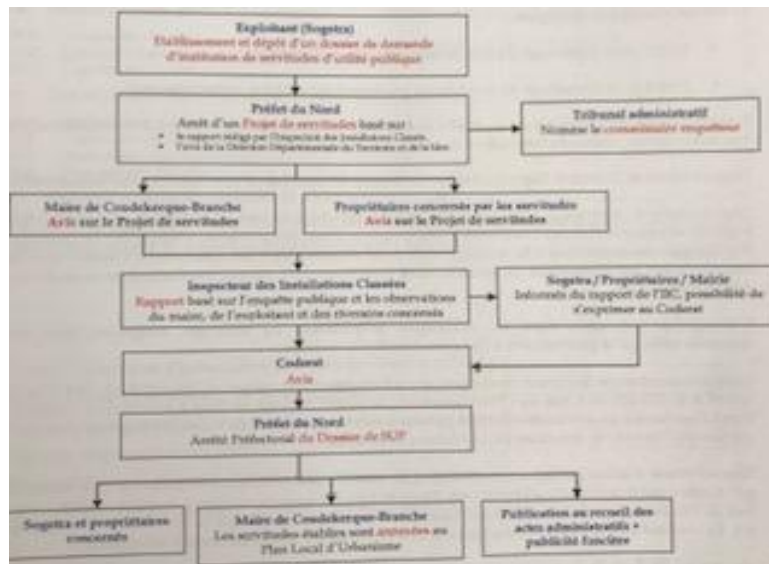 Exploitant (Sogetra)
Etablissement et dépôt d'un dossier de demande
d'institution de servitudes d'utilité publique
Préfet du Nord
Arrêt d'un Projet de servitudes basé sur :
le rapport rédigé par l'Inspection des Installations Classées
l'avis de la Direction Départementale du Territoire et de la Mer
Tribunal administratif
Nomme le commissaire enquêteur
Maire de Coudekerque-Branche
Avis sur le Projet de servitudes
Propriétaires concernés par les servitudes
Avis sur le Projet de servitudes
Inspecteur des Installations Classées
Rapport basé sur l'enquête publique et les observations
du maire, de l'exploitant et des riverains concernés
Sogetra / Propriétaires / Mairie
Informés du rapport de l'IIC, possibilité de
s'exprimer au Coderst
Coderst
Avis
Préfet du Nord
Arrêté Préfectoral du Dossier de SUP
Sogetra et propriétaires
concernés
Maire de Coudekerque-Branche
Les servitudes établies sont annexées au
Plan Local d'Urbanisme
Publication au recueil des
actes administratifs +
publicité foncière